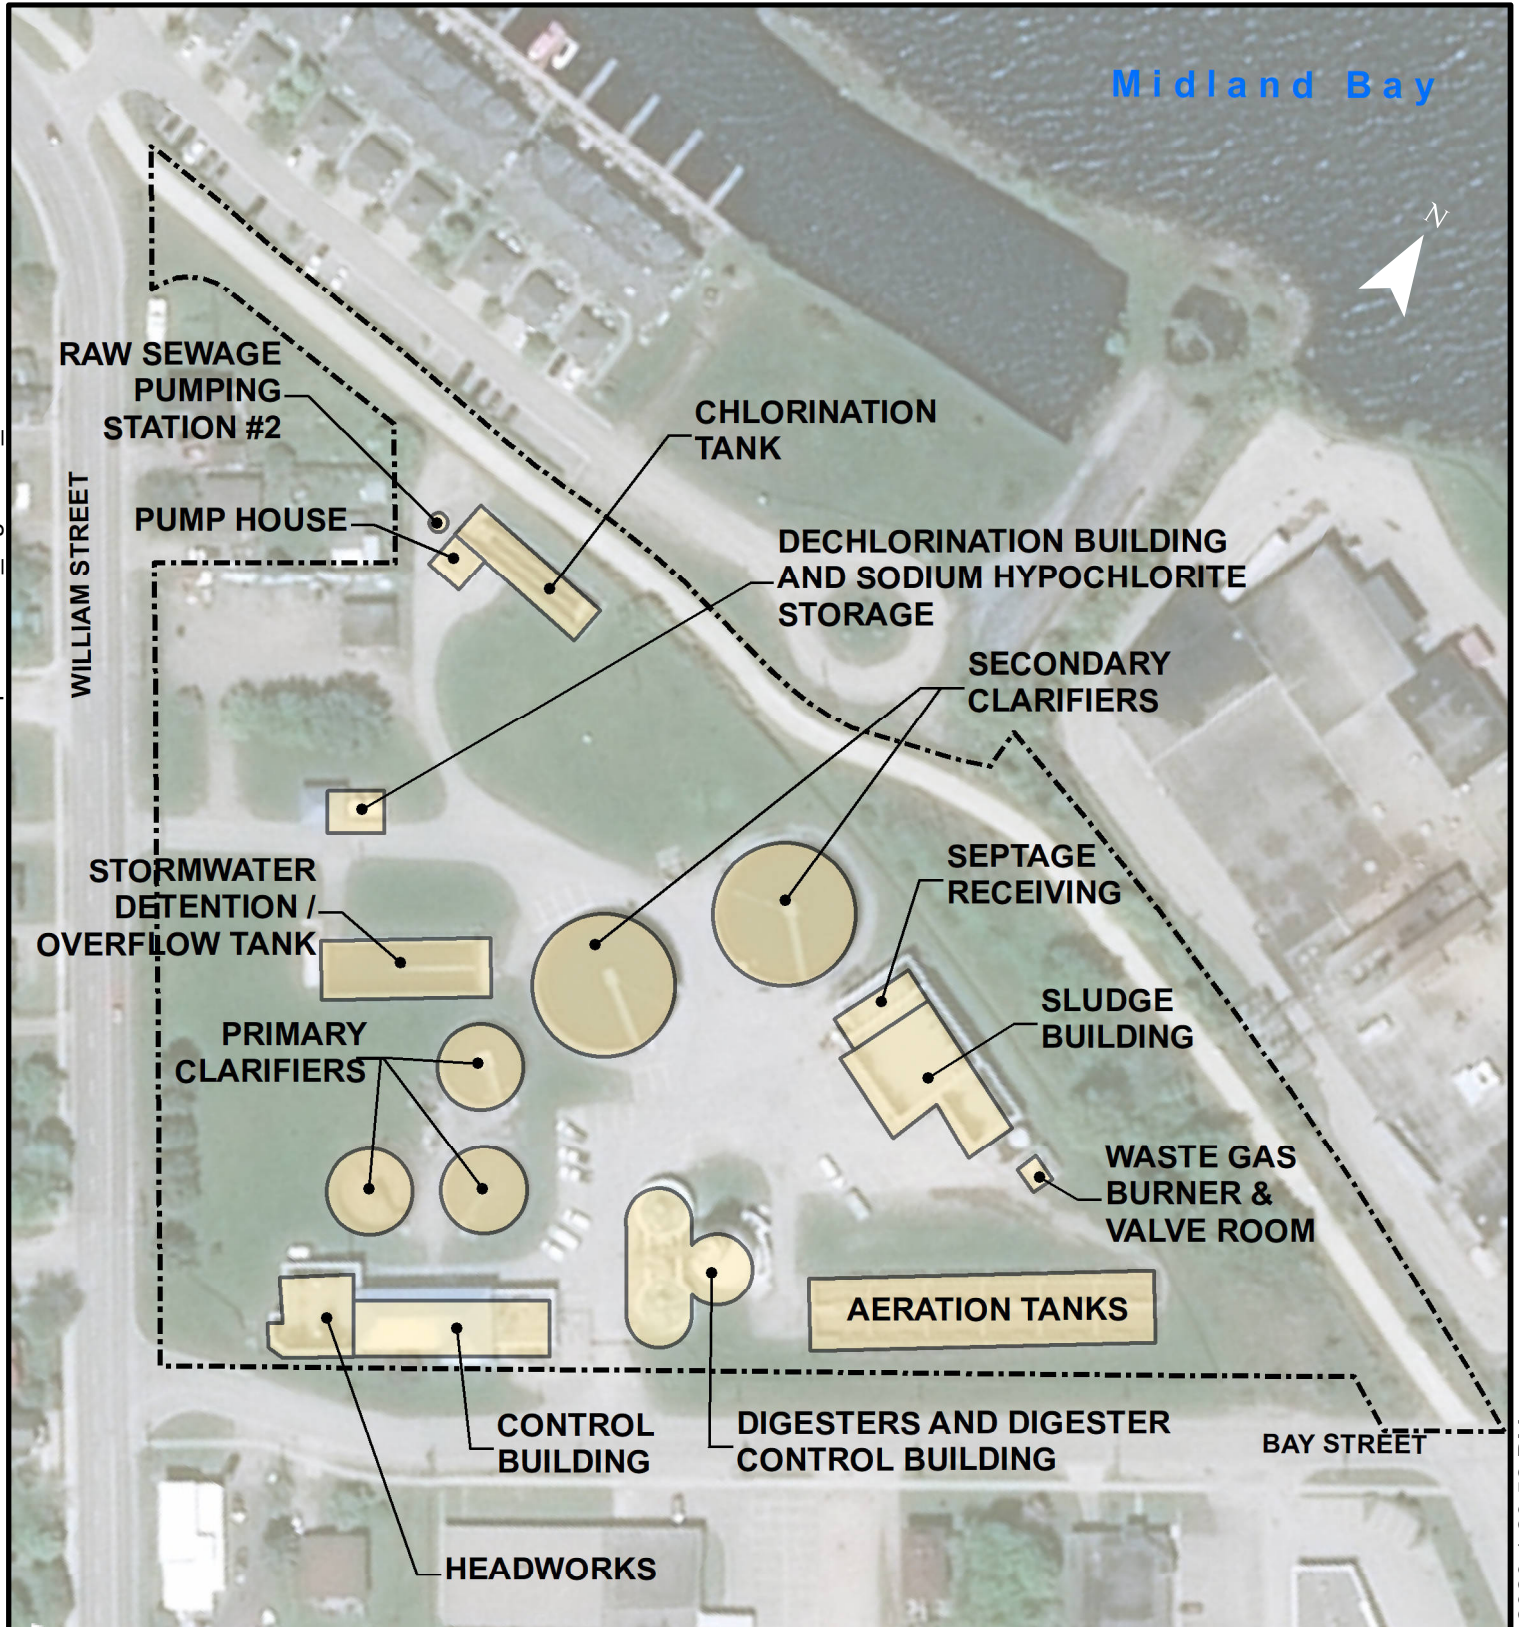 Midland Bay
N
RAW SEWAGE
PUMPING
STATION #2
CHLORINATION
TANK
WILLIAM STREET
PUMP HOUSE
DECHLORINATION BUILDING
AND SODIUM HYPOCHLORITE
STORAGE
SECONDARY
CLARIFIERS
STORMWATER
DETENTION /
OVERFLOW TANK
SEPTAGE
RECEIVING
SLUDGE
BUILDING
PRIMARY
CLARIFIERS
WASTE GAS
BURNER &
VALVE ROOM
AERATION TANKS
CONTROL
BUILDING
DIGESTERS AND DIGESTER
CONTROL BUILDING
BAY STREET
HEADWORKS